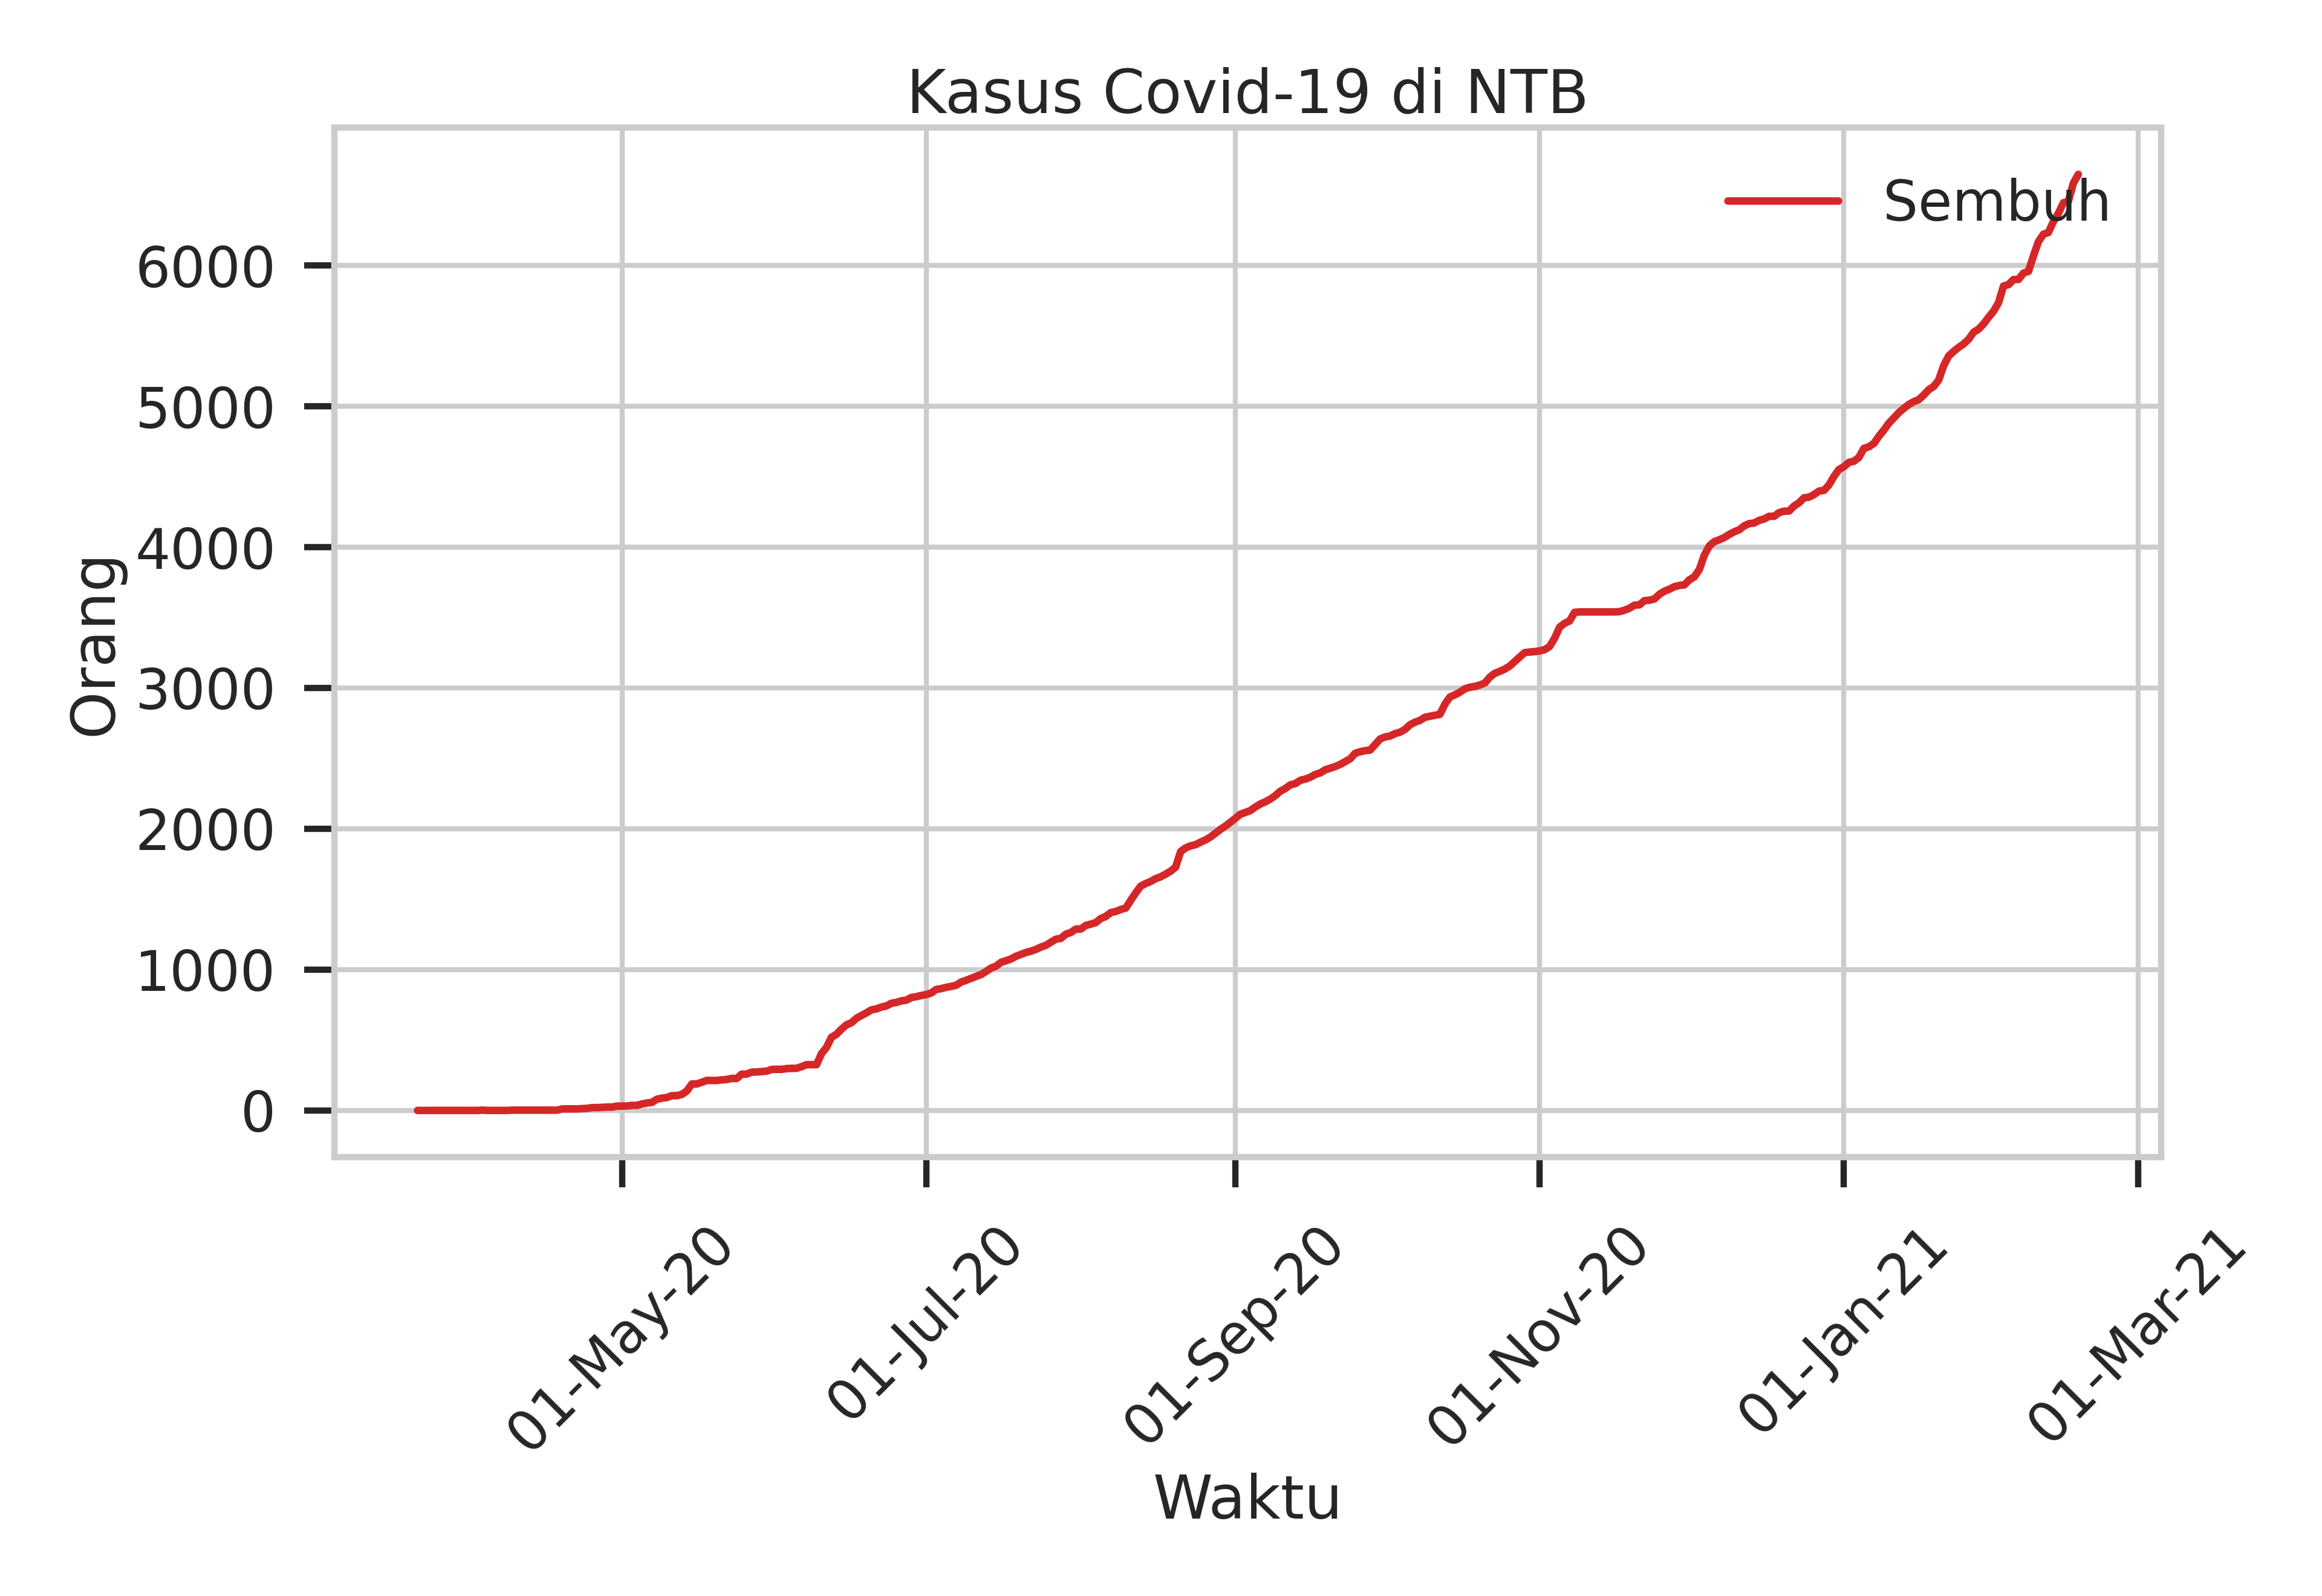 Kasus Covid-19 di NTB
Sembuh
Orang
6000
5000
4000
3000
2000
1000
0
01-May-20
01-Jul-20
01-Sep-20
01-Nov-20
01-Jan-21
01-Mar-21
Waktu